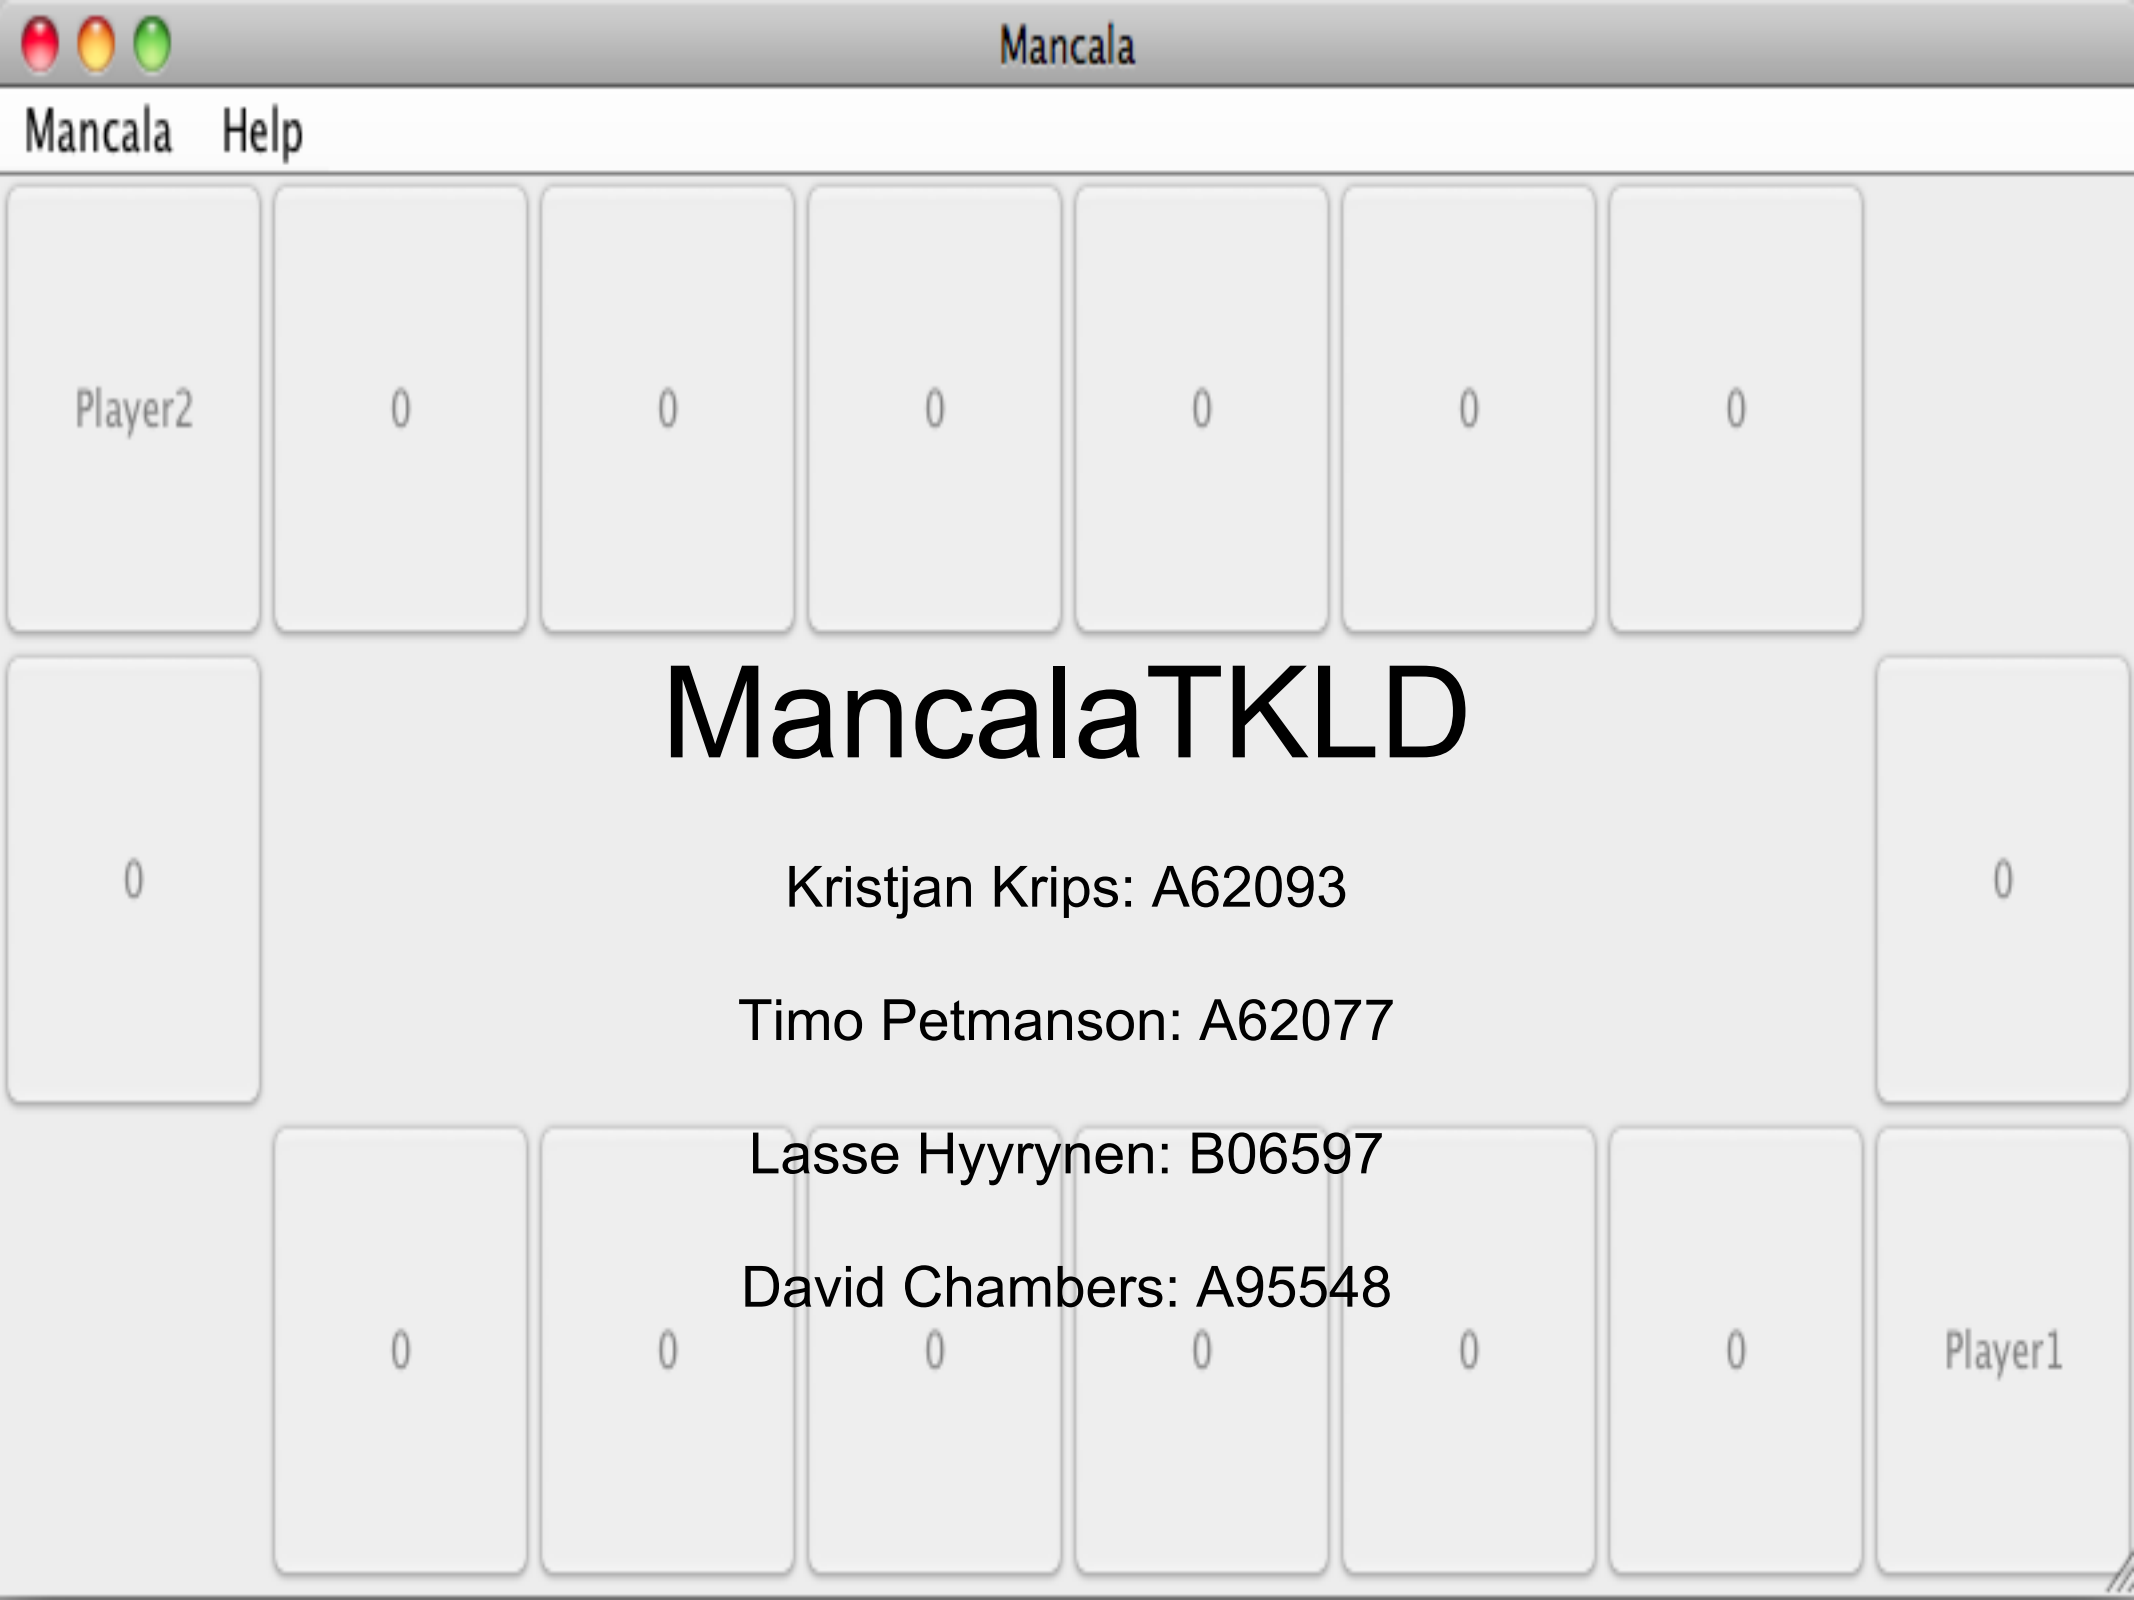 Mancala
Mancala Help
Player2 0 0 0 0 0 0
MancalaTKLD
0 Kristjan Krips: A62093 0
Timo Petmanson: A62077
Lasse Hyyrynen: B06597
David Chambers: A95548
0 0 0 0 0 0 Player1